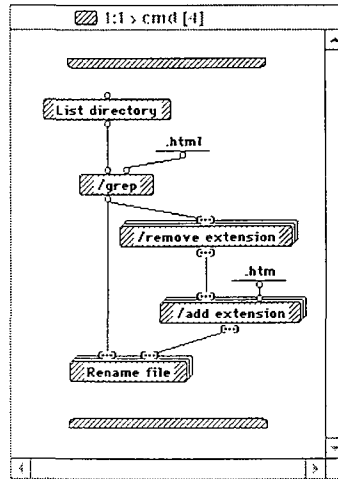 1:1 > cmd [4]
List directory
.html
/grep
/remove extension
.htm
/add extension
Rename file